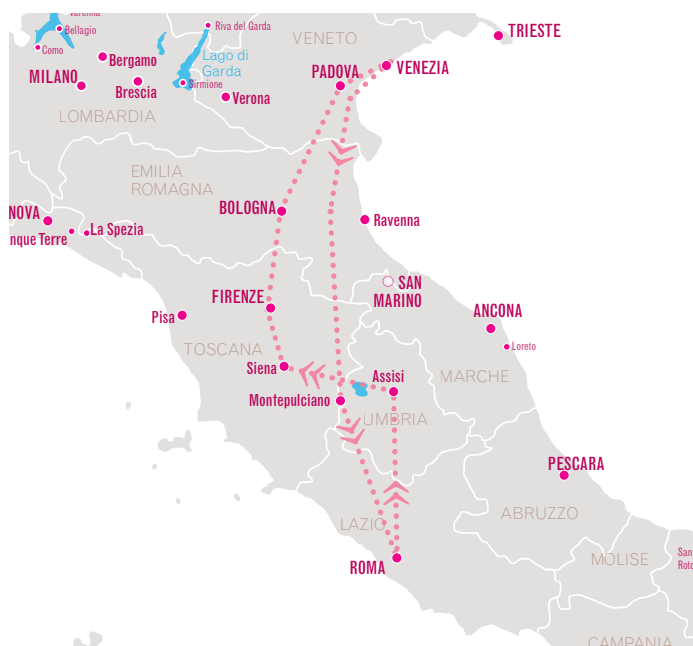 Varenna
Bellagio
Como
Riva del Garda
Lago di
Garda
Sirmione
VENETO
TRIESTE
Bergamo
MILANO
Brescia
PADOVA
VENEZIA
Verona
LOMBARDIA
EMILIA
ROMAGNA
BOLOGNA
NOVA
nque Terre
La Spezia
Ravenna
SAN
MARINO
FIRENZE
Pisa
ANCONA
Loreto
TOSCANA
Siena
Assisi
MARCHE
Montepulciano
UMBRIA
PESCARA
LAZIO
ABRUZZO
ROMA
MOLISE
San
Roto
CAMPANIA